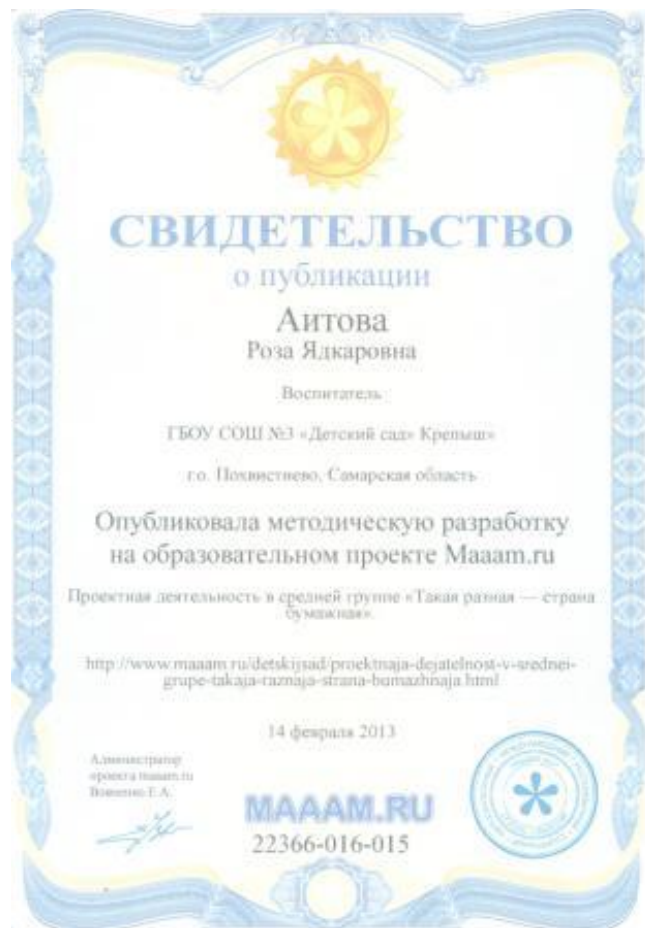 СВИДЕТЕЛЬСТВО
о публикации
Аитова
Роза Ядкаровна
Воспитатель
ГБОУ СОШ №3 «Детский сад» Крепыш»
г.о. Похвистнево, Самарская область
Опубликовала методическую разработку
на образовательном проекте Maaam.ru
Проектная деятельность в средней группе «Такая разная — страна
бумажная».
http://www.maaam.ru/detskijsad/proektnaja-dejatelnost-v-srednei-
grupe-takaja-raznaja-strana-bumazhnaja.html
14 февраля 2013
Администратор
проекта maaam.ru
Е.А.
MAAAM.RU
22366-016-015